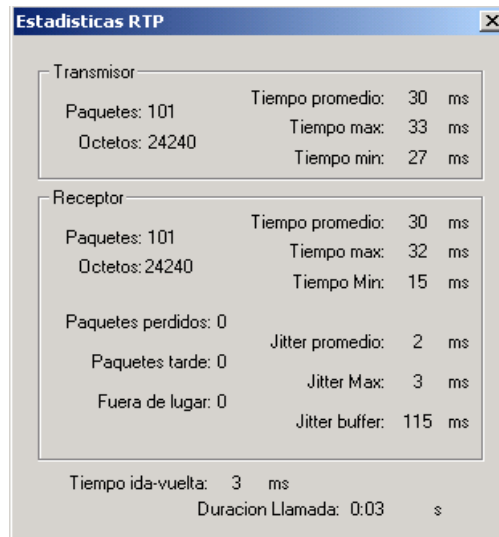 Estadisticas RTP
Transmisor
Paquetes: 101
Octetos: 24240
Tiempo promedio: 30 ms
Tiempo max: 33 ms
Tiempo min: 27 ms
Receptor
Paquetes: 101
Octetos: 24240
Tiempo promedio: 30 ms
Tiempo max: 32 ms
Tiempo Min: 15 ms
Paquetes perdidos: 0
Paquetes tarde: 0
Fuera de lugar: 0
Jitter promedio: 2 ms
Jitter Max: 3 ms
Jitter buffer: 115 ms
Tiempo ida-vuelta: 3 ms
Duracion Llamada: 0:03 s